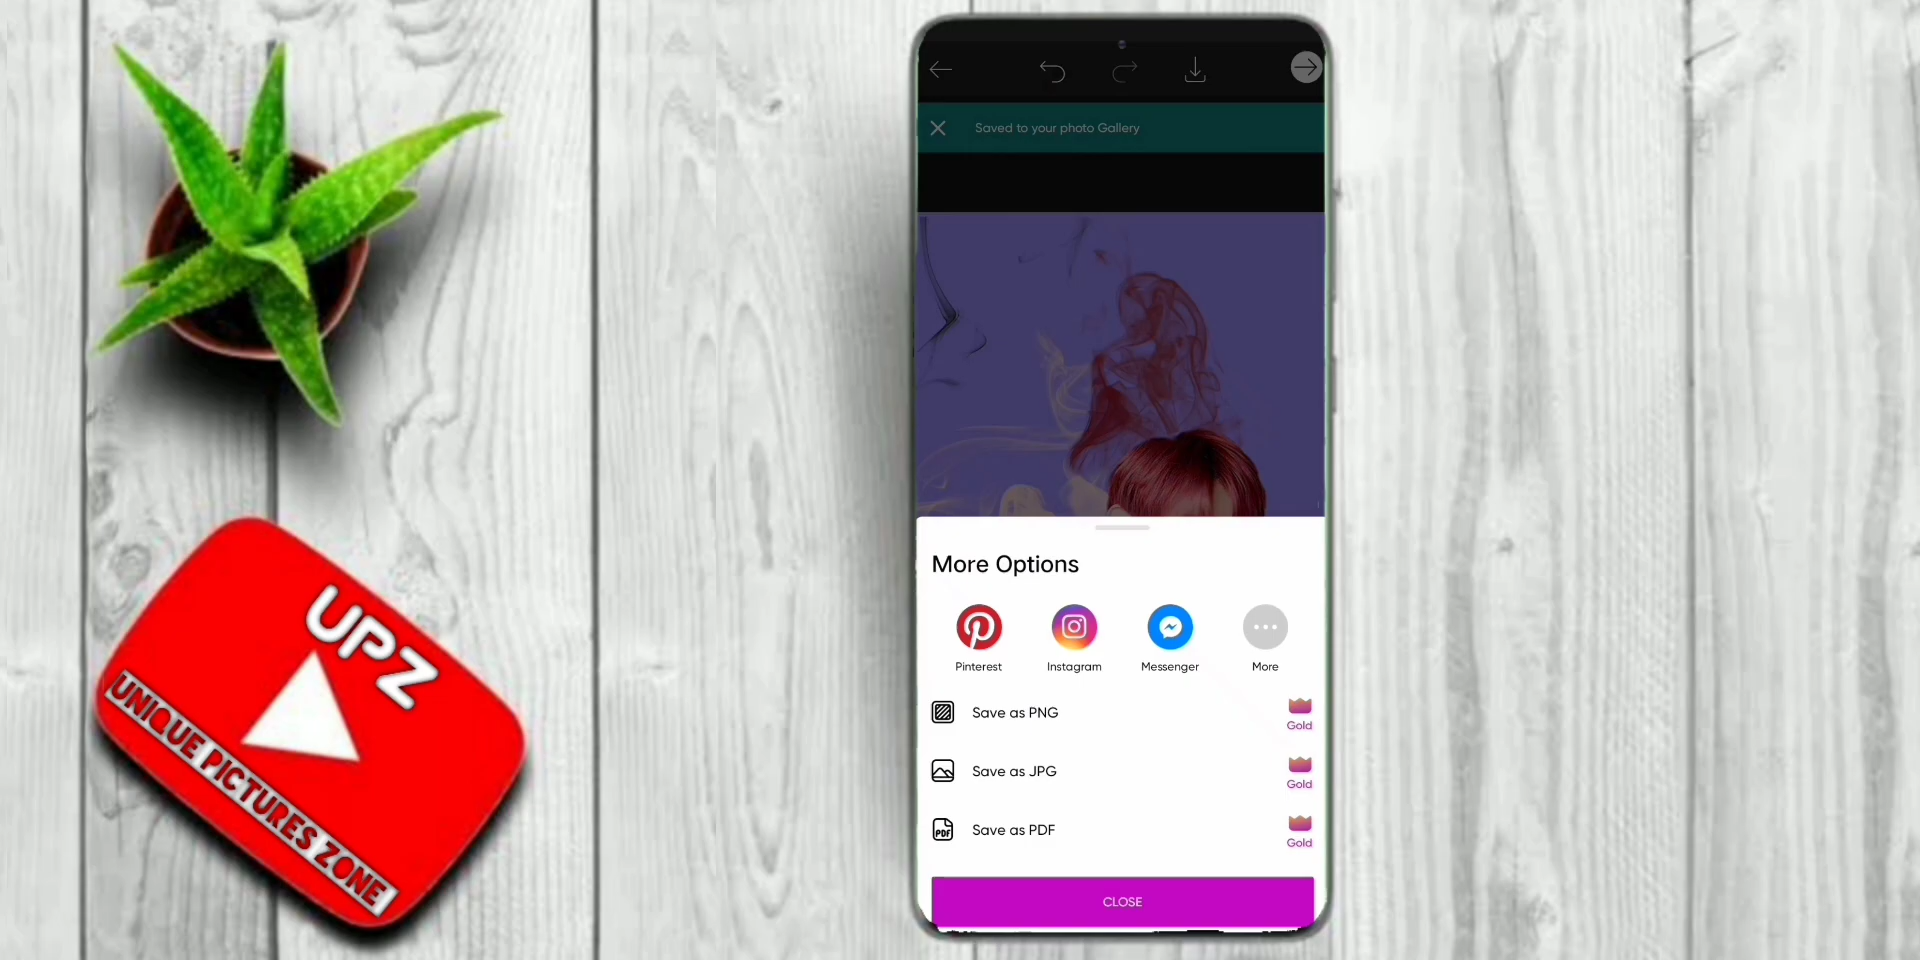 UPZ
UNIQUE PICTURES ZONE
Saved to your photo Gallery
More Options
Pinterest
Instagram
Messenger
More
Save as PNG
Gold
Save as JPG
Gold
Save as PDF
PDF
Gold
CLOSE